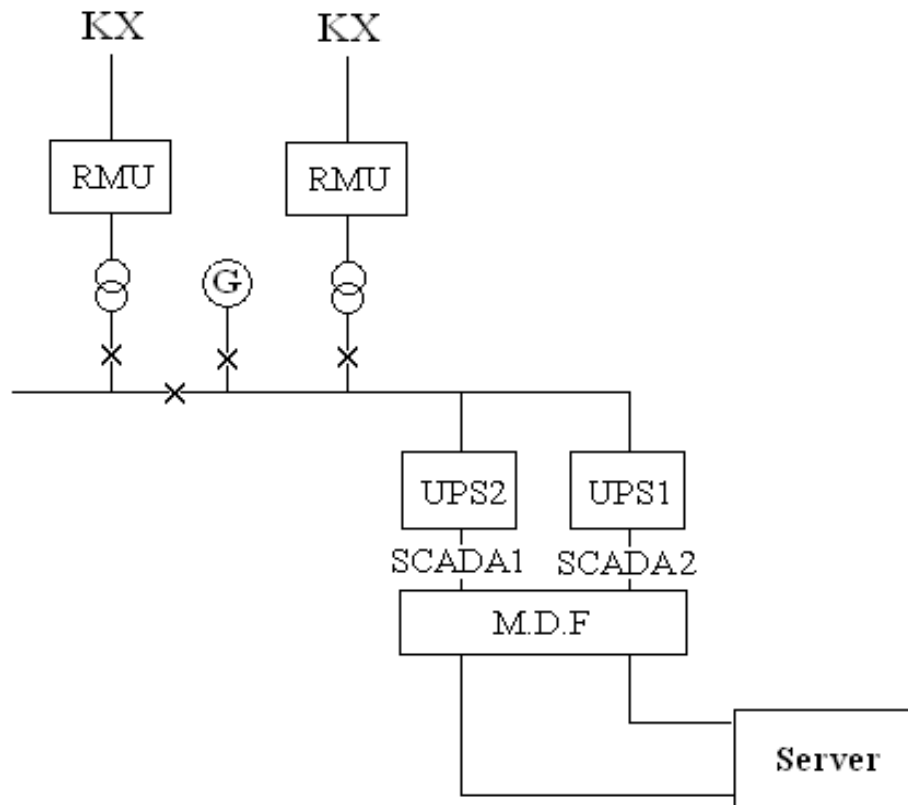 KX KX
RMU RMU
G
UPS2 UPS1
SCADA1 SCADA2
M.D.F
Server